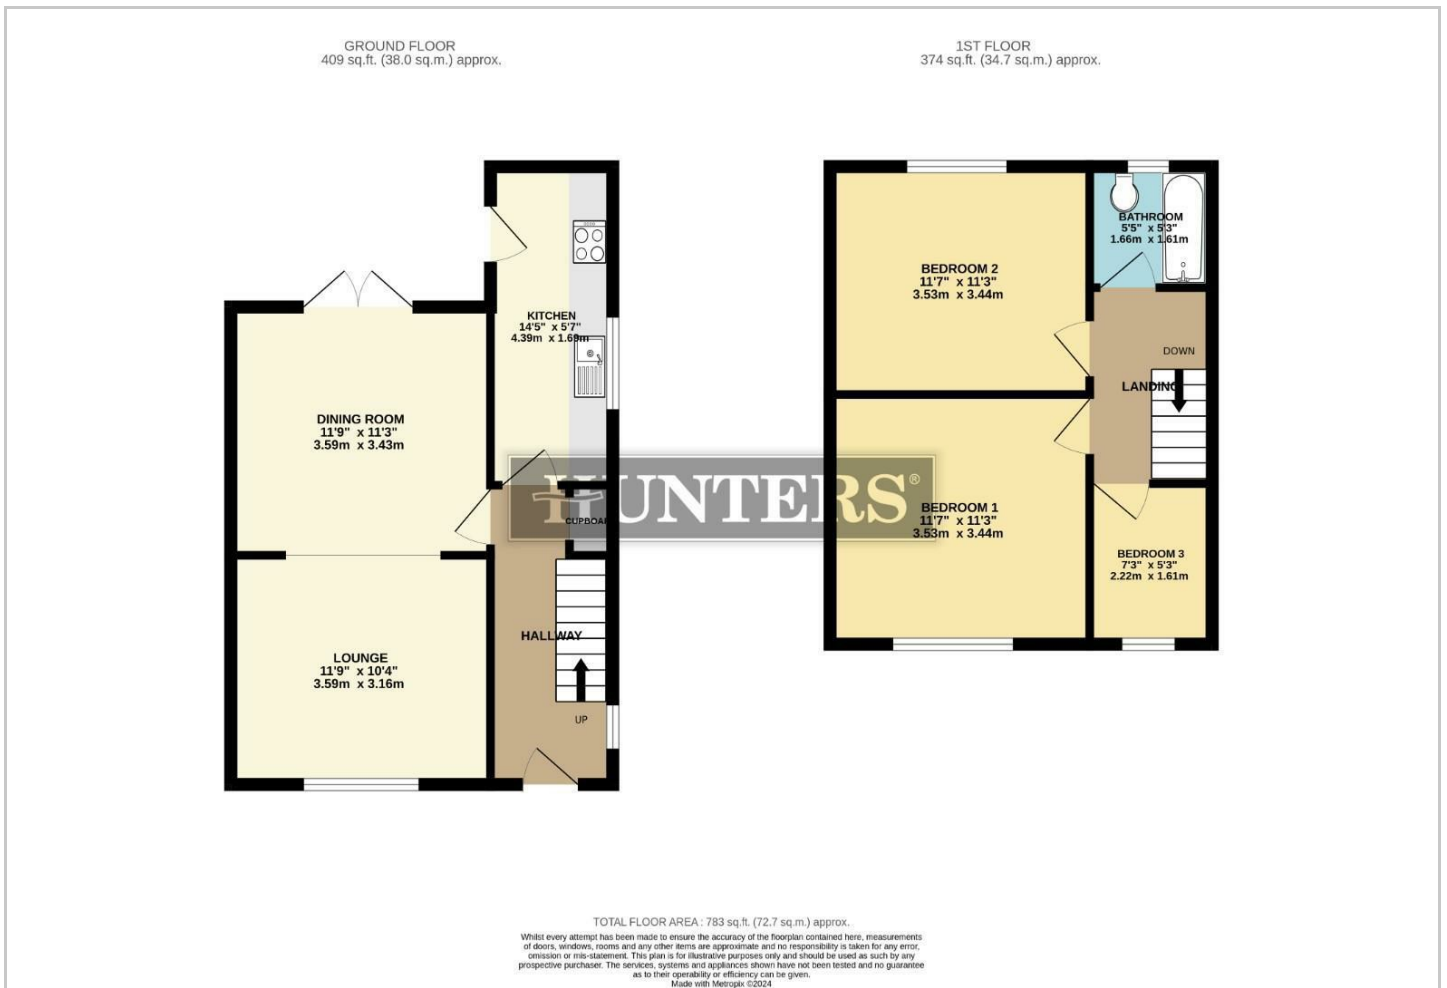 GROUND FLOOR
409 sq.ft. (38.0 sq.m.) approx.
1ST FLOOR
374 sq.ft. (34.7 sq.m.) approx.
KITCHEN
14'5" x 5'7"
4.39m x 1.69m
DINING ROOM
11'9" x 11'3"
3.59m x 3.43m
CUPBOAR
HALLWAY
LOUNGE
11'9" x 10'4"
3.59m x 3.16m
UP
BATHROOM
5'5" x 5'3"
1.66m x 1.61m
BEDROOM 2
11'7" x 11'3"
3.53m x 3.44m
DOWN
LANDING
HUNTERS®
BEDROOM 1
11'7" x 11'3"
3.53m x 3.44m
BEDROOM 3
7'3" x 5'3"
2.22m x 1.61m
TOTAL FLOOR AREA : 783 sq.ft. (72.7 sq.m.) approx.
Whilst every attempt has been made to ensure the accuracy of the floorplan contained here, measurements
of doors, windows, rooms and any other items are approximate and no responsibility is taken for any error,
omission or mis-statement. This plan is for illustrative purposes only and should be used as such by any
prospective purchaser. The services, systems and appliances shown have not been tested and no guarantee
as to their operability or efficiency can be given.
Made with Metropix ©2024